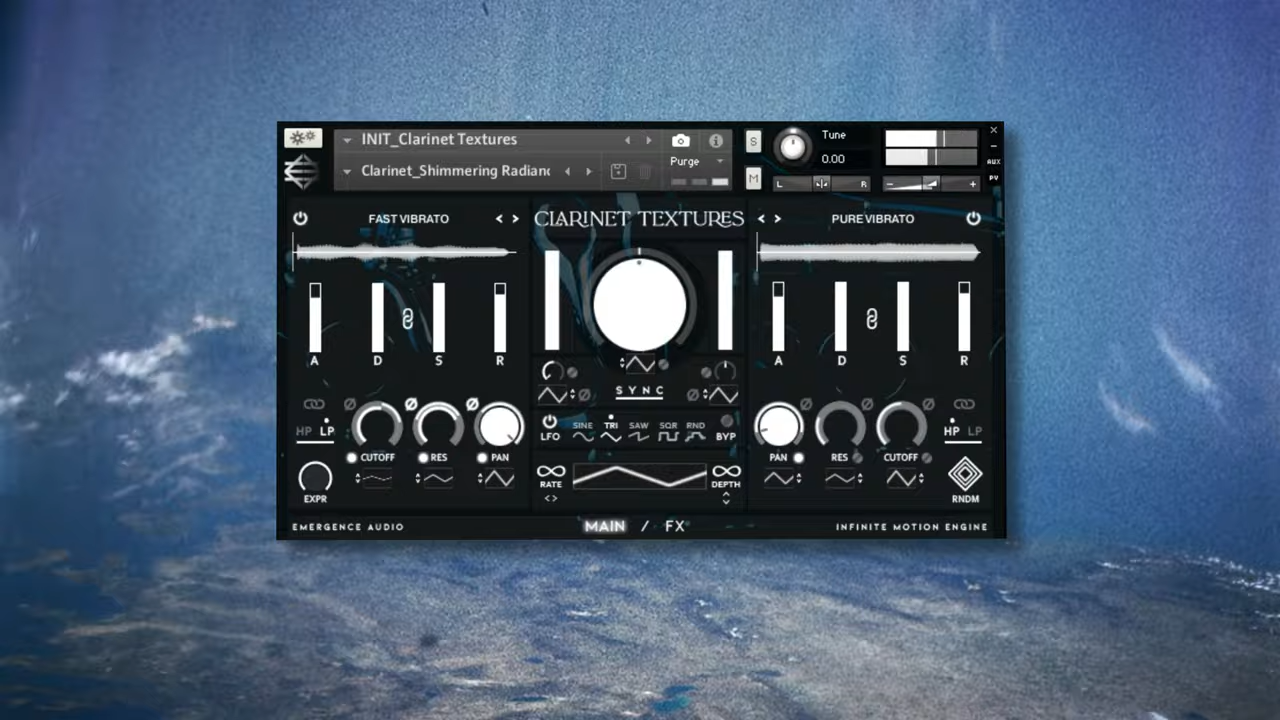 INIT_Clarinet Textures
Purge
Clarinet_Shimmering Radianc
S
M
Tune
0.00
L R
- +
×
-
AUX
PV
FAST VIBRATO < >
CLARINET TEXTURES
< > PURE VIBRATO
A D S R
A D S R
SYNC
HP LP
CUTOFF RES PAN
EXPR
LFO SINE TRI SAW SQR RND BYP
RATE
< >
DEPTH
PAN RES CUTOFF
HP LP
RNDM
EMERGENCE AUDIO
MAIN / FX
INFINITE MOTION ENGINE